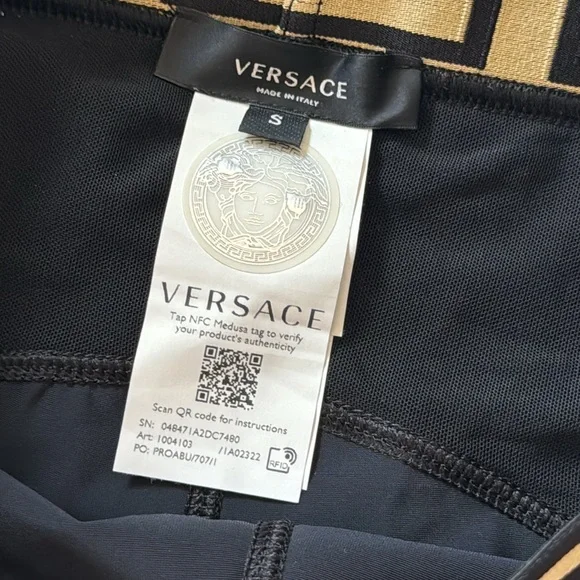 VERSACE
MADE IN ITALY
S
VERSACE
Tap NFC Medusa tag to verify
your product's authenticity
Scan QR code for instructions
SN: 048471A2DC7480
Art: 1004103 /1A02322
PO: PROABU/707/1
RFID